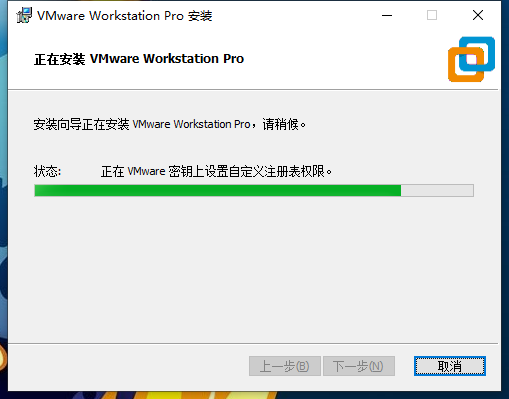 VMware Workstation Pro 安装
正在安装 VMware Workstation Pro
安装向导正在安装 VMware Workstation Pro，请稍候。
状态: 正在 VMware 密钥上设置自定义注册表权限。
上一步(B) 下一步(N) 取消